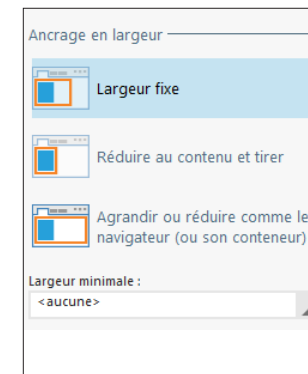 Ancrage en largeur
Largeur fixe
Réduire au contenu et tirer
Agrandir ou réduire comme le
navigateur (ou son conteneur)
Largeur minimale :
<aucune>